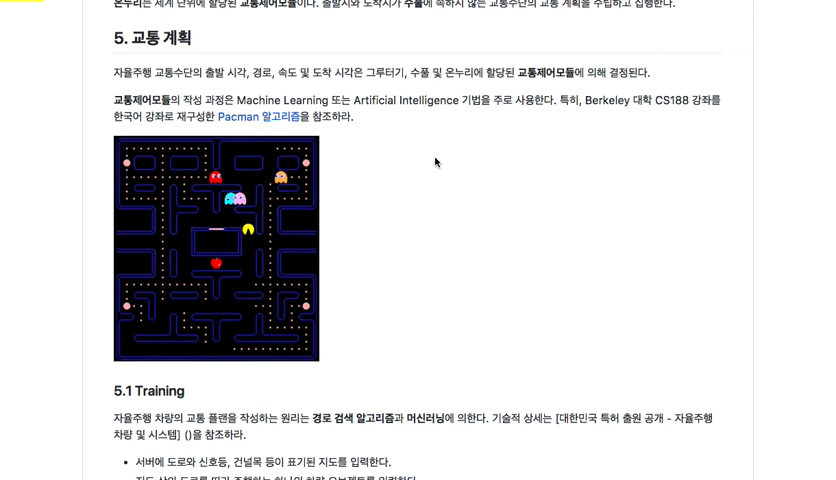 온누리는 세계 단위에 할당된 교통제어모듈이다. 출발지와 도착지가 수풀에 속하지 않는 교통수단의 교통 계획을 수립하고 집행한다.
5. 교통 계획
자율주행 교통수단의 출발 시각, 경로, 속도 및 도착 시각은 그루터기, 수풀 및 온누리에 할당된 교통제어모듈에 의해 결정된다.
교통제어모듈의 작성 과정은 Machine Learning 또는 Artificial Intelligence 기법을 주로 사용한다. 특히, Berkeley 대학 CS188 강좌를
한국어 강좌로 재구성한 Pacman 알고리즘을 참조하라.
5.1 Training
자율주행 차량의 교통 플랜을 작성하는 원리는 경로 검색 알고리즘과 머신러닝에 의한다. 기술적 상세는 [대한민국 특허 출원 공개 - 자율주행
차량 및 시스템] ()을 참조하라.
• 서버에 도로와 신호등, 건널목 등이 표기된 지도를 입력한다.